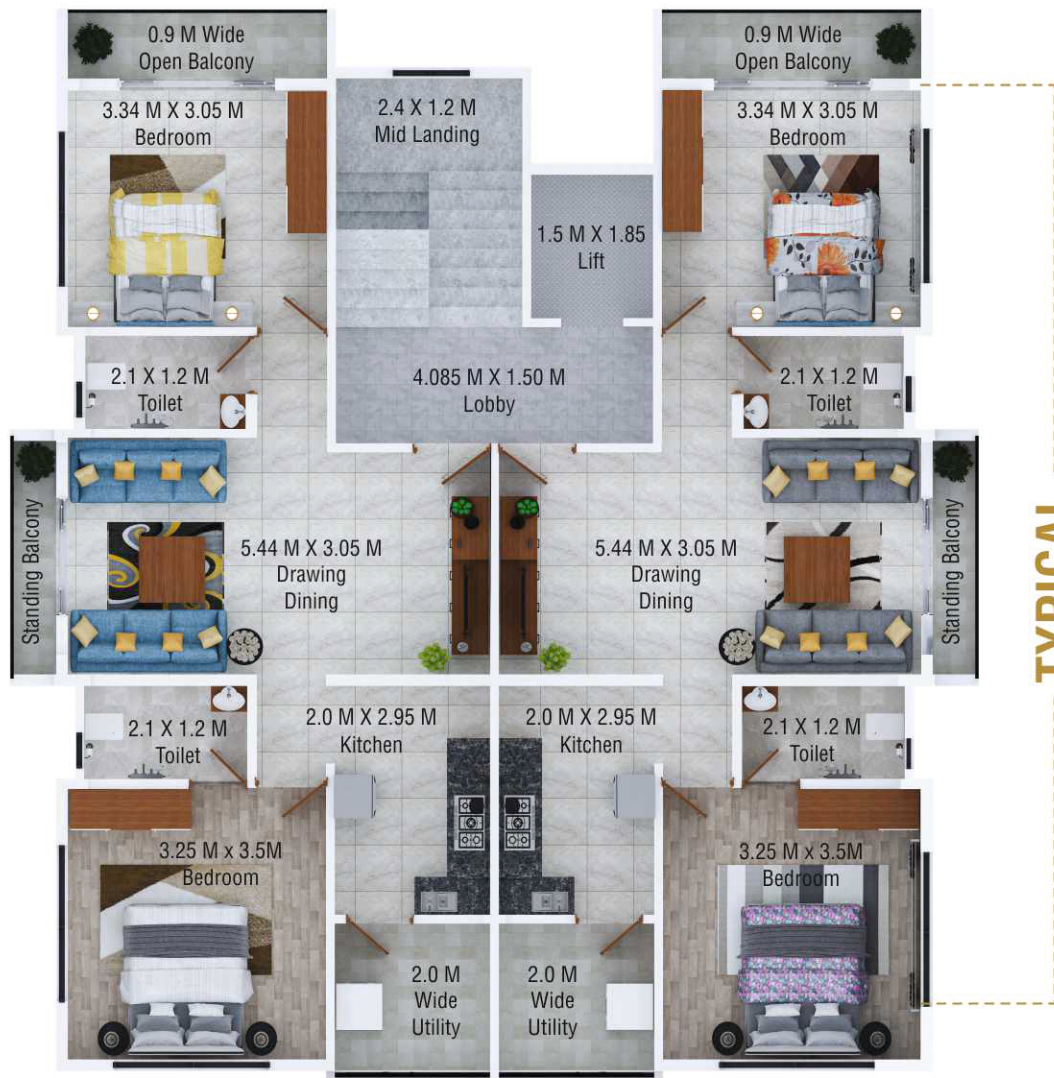 0.9 M Wide
Open Balcony
0.9 M Wide
Open Balcony
3.34 M X 3.05 M
Bedroom
2.4 X 1.2 M
Mid Landing
3.34 M X 3.05 M
Bedroom
1.5 M X 1.85
Lift
2.1 X 1.2 M
Toilet
4.085 M X 1.50 M
Lobby
2.1 X 1.2 M
Toilet
Standing Balcony
5.44 M X 3.05 M
Drawing
Dining
5.44 M X 3.05 M
Drawing
Dining
Standing Balcony
TYPICAL
2.1 X 1.2 M
Toilet
2.0 M X 2.95 M
Kitchen
2.0 M X 2.95 M
Kitchen
2.1 X 1.2 M
Toilet
3.25 M x 3.5M
Bedroom
3.25 M x 3.5M
Bedroom
2.0 M
Wide
Utility
2.0 M
Wide
Utility